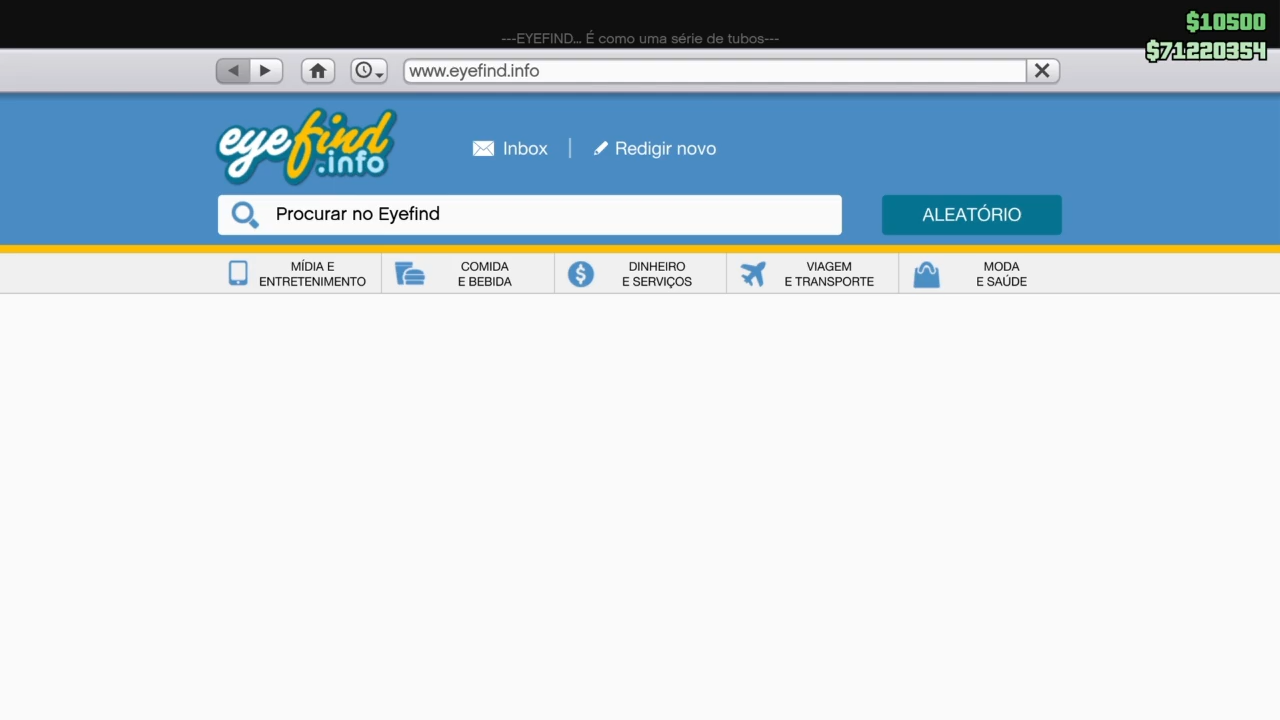 $10500
---EYEFIND... É como uma série de tubos---
$71220354
www.eyefind.info
eyefind
.info
Inbox
Redigir novo
Procurar no Eyefind
ALEATÓRIO
MÍDIA E
ENTRETENIMENTO
COMIDA
E BEBIDA
DINHEIRO
E SERVIÇOS
VIAGEM
E TRANSPORTE
MODA
E SAÚDE